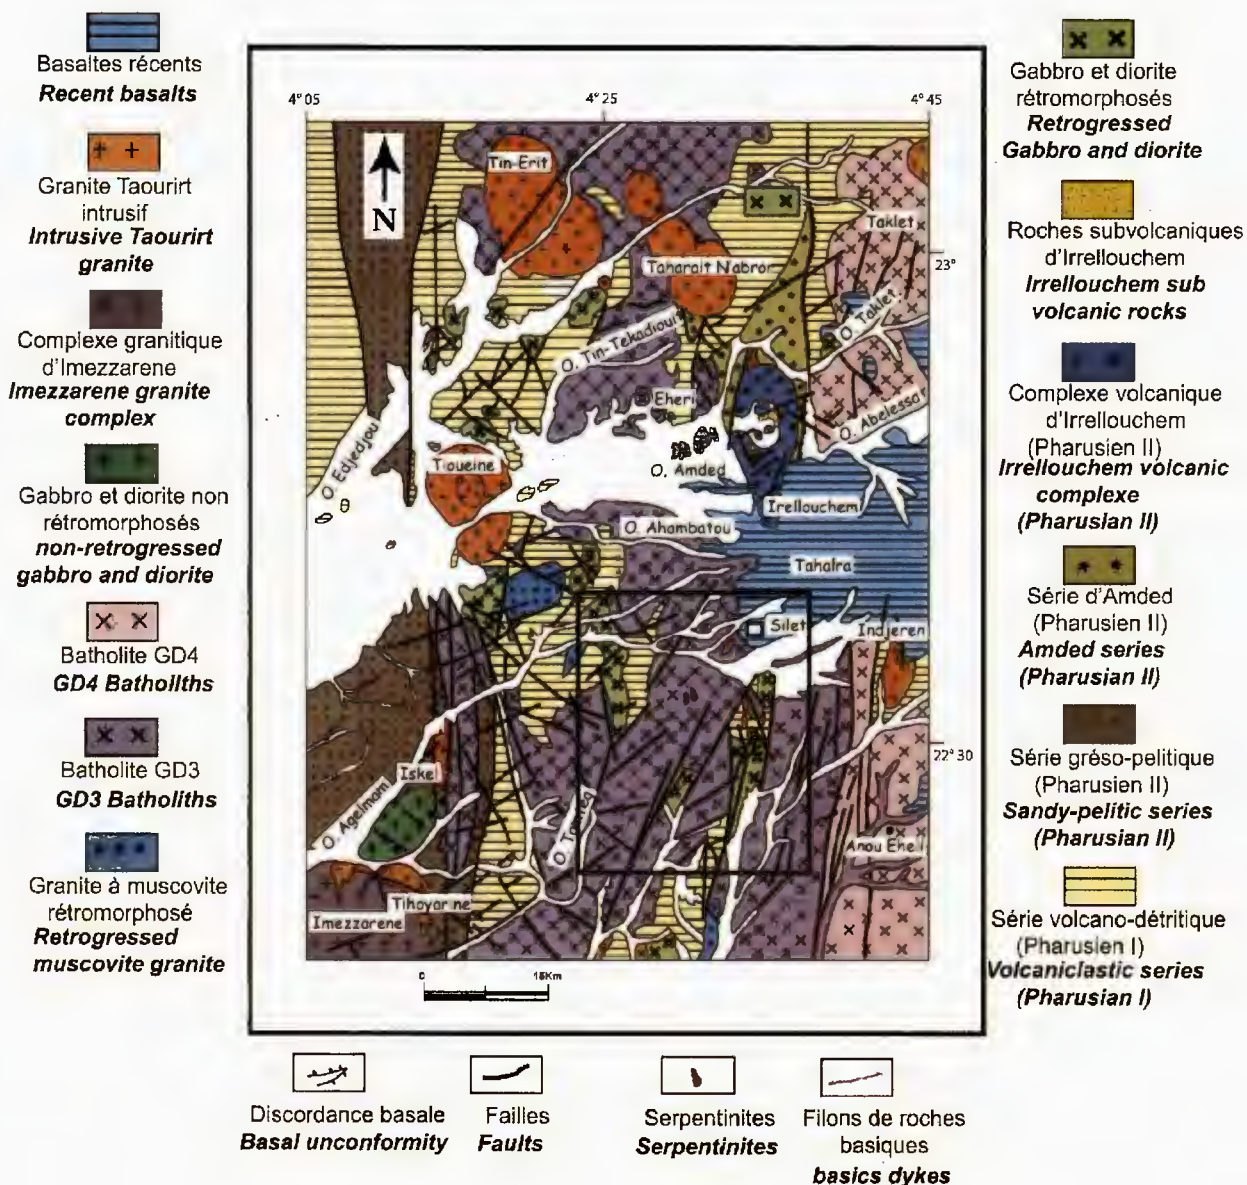 Basaltes récents
Recent basalts
Granite Taourirt
intrusif
Intrusive Taourirt
granite
Complexe granitique
d'Imezzarene
Imezzarene granite
complex
Gabbro et diorite non
rétromorphosés
non-retrogressed
gabbro and diorite
Batholite GD4
GD4 Batholiths
Batholite GD3
GD3 Batholiths
Granite à muscovite
rétromorphosé
Retrogressed
muscovite granite
4° 05
4° 25
4° 45
N
Tin-Erit
Taklet
23°
Taharait N'abror
O. Taklet
O. Tin-Tekadiouit
Eheri
O. Abelessa
O. Edjedjou
Tioueine
O. Amded
Irellouchem
O. Ahambatou
Tahalra
Silet
Indjeren
22° 30
Iskel
O. Agelmam
Anou Eheli
Tihoyarine
Imezzarene
0
15Km
Gabbro et diorite
rétromorphosés
Retrogressed
Gabbro and diorite
Roches subvolcaniques
d'Irrellouchem
Irrellouchem sub
volcanic rocks
Complexe volcanique
d'Irrellouchem
(Pharusien II)
Irrellouchem volcanic
complexe
(Pharusian II)
Série d'Amded
(Pharusien II)
Amded series
(Pharusian II)
Série gréso-pelitique
(Pharusien II)
Sandy-pelitic series
(Pharusian II)
Série volcano-détritique
(Pharusien I)
Volcaniclastic series
(Pharusian I)
Discordance basale
Basal unconformity
Failles
Faults
Serpentinites
Serpentinites
Filons de roches
basiques
basics dykes